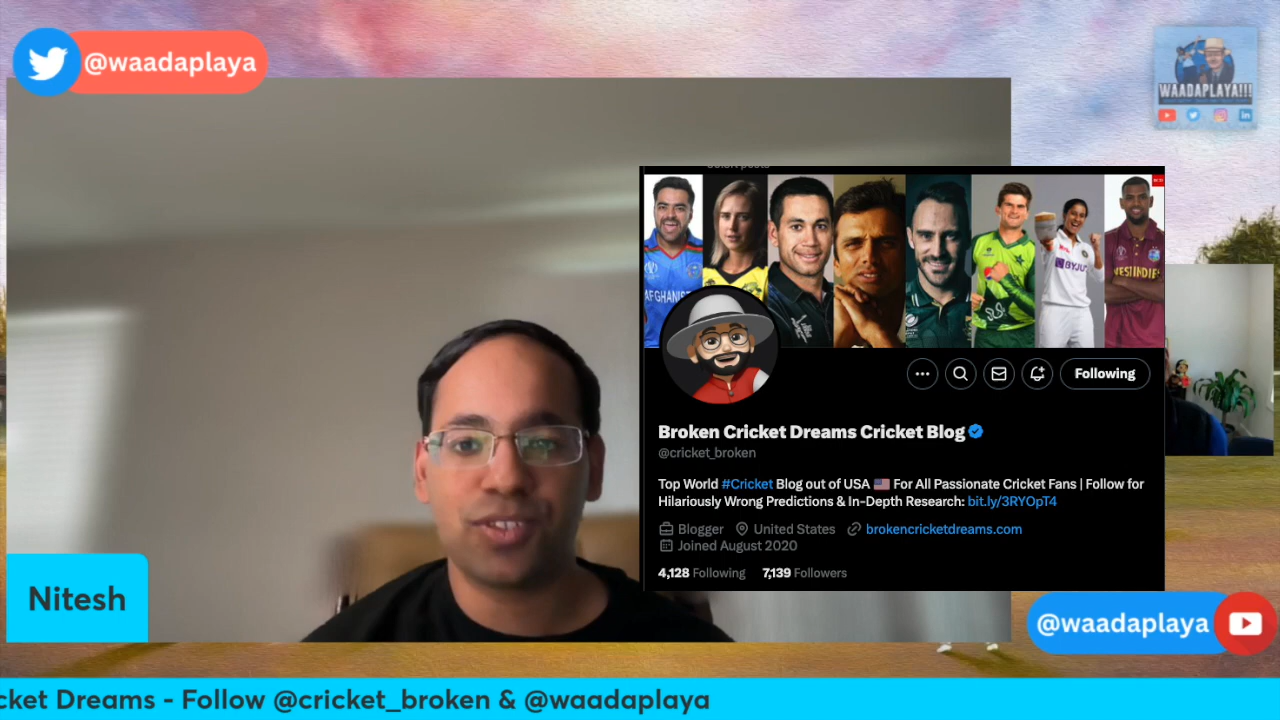 @waadaplaya
WAADAPLAYA!!!
AFGHANIS
BYJU
WESTINDIES
Following
Broken Cricket Dreams Cricket Blog
@cricket_broken
Top World #Cricket Blog out of USA 🇺🇸 For All Passionate Cricket Fans | Follow for
Hilariously Wrong Predictions & In-Depth Research: bit.ly/3RYOpT4
Blogger United States brokencricketdreams.com
Joined August 2020
4,128 Following 7,139 Followers
Nitesh
@waadaplaya
cket Dreams - Follow @cricket_broken & @waadaplaya